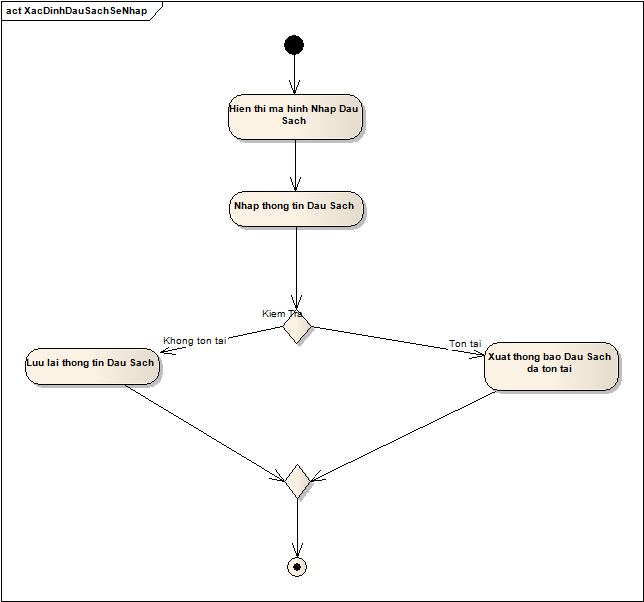 act XacDinhDauSachSeNhap
Hien thi ma hinh Nhap Dau
Sach
Nhap thong tin Dau Sach
Kiem Tra
Khong ton tai
Ton tai
Luu lai thong tin Dau Sach
Xuat thong bao Dau Sach
da ton tai